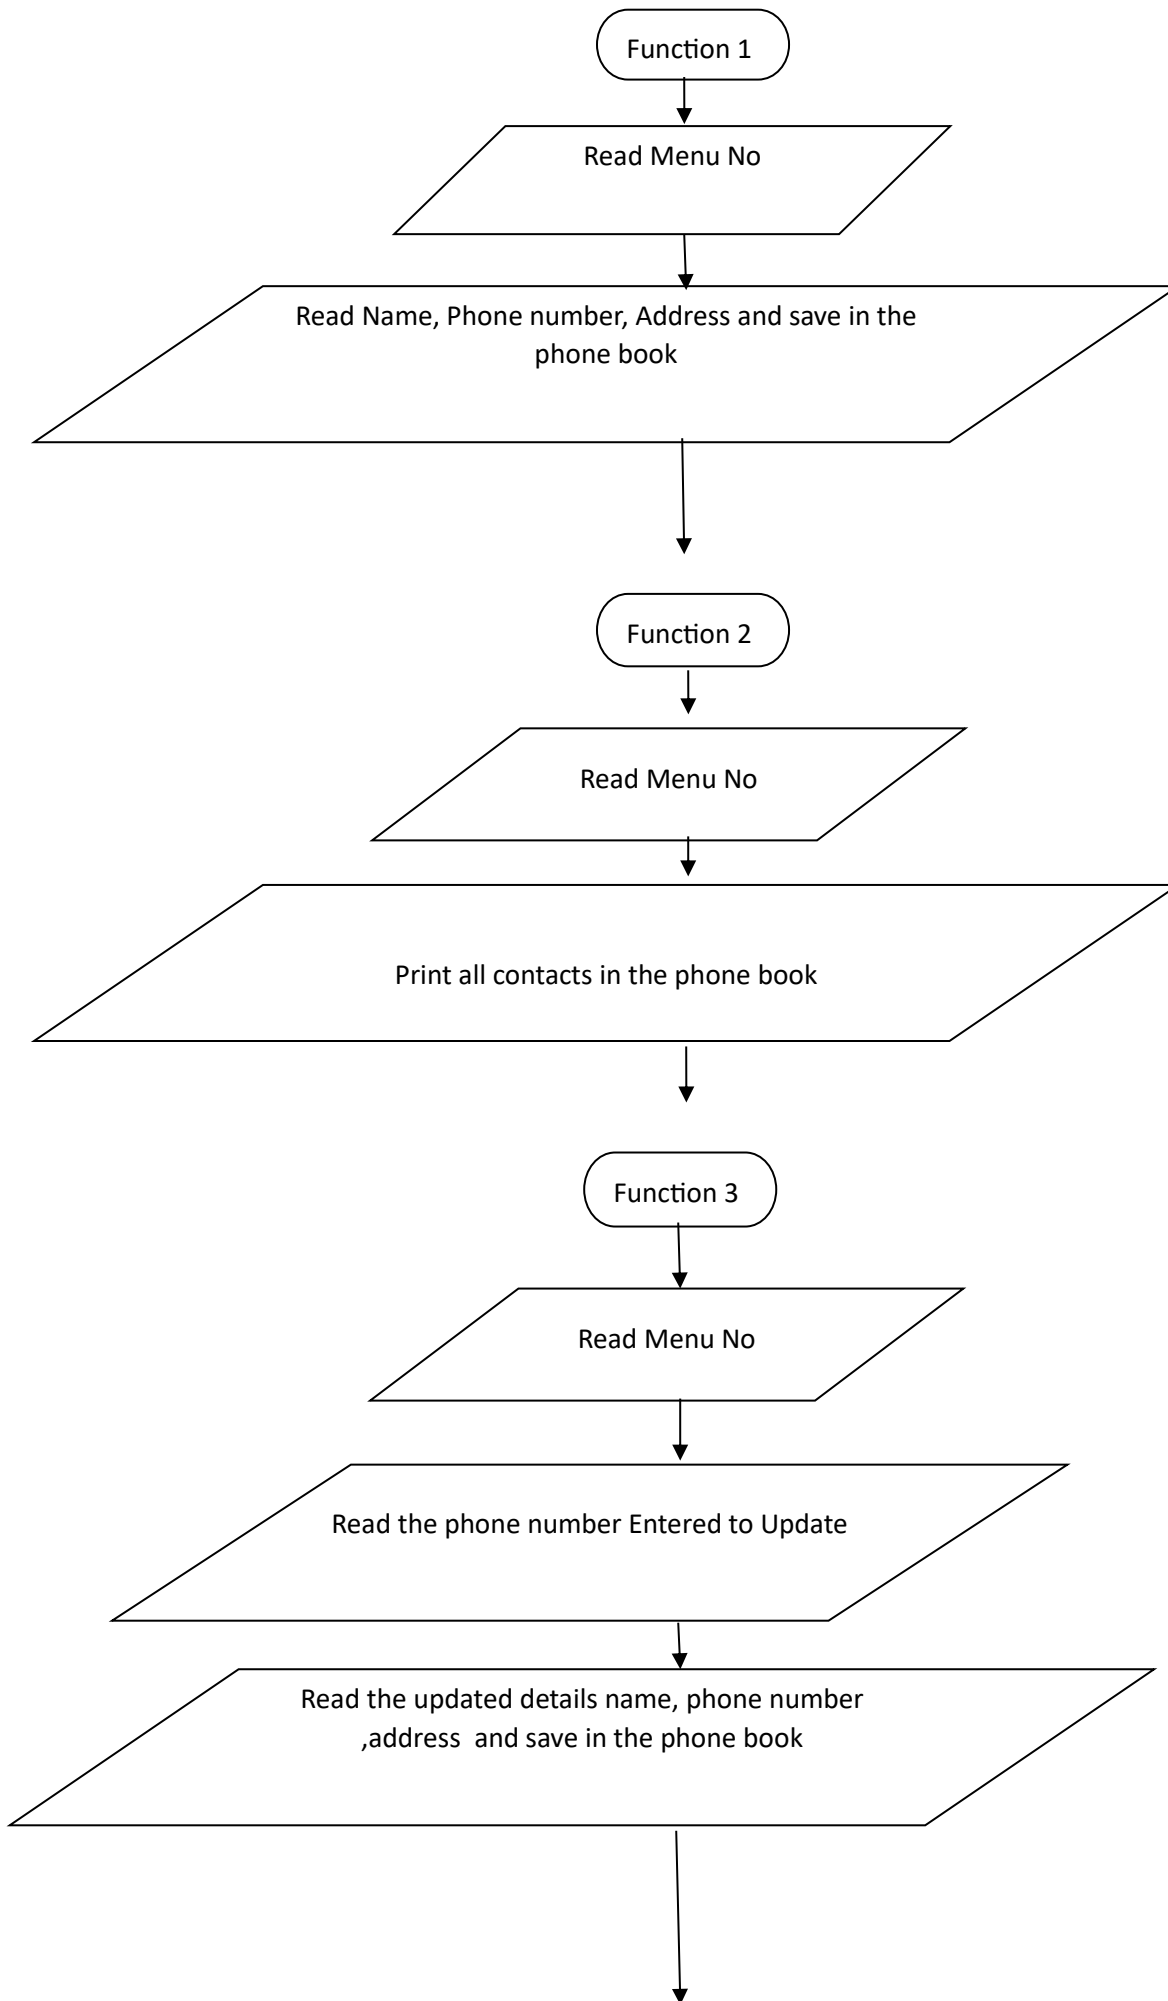 Function 1
Read Menu No
Read Name, Phone number, Address and save in the
phone book
Function 2
Read Menu No
Print all contacts in the phone book
Function 3
Read Menu No
Read the phone number Entered to Update
Read the updated details name, phone number
,address  and save in the phone book